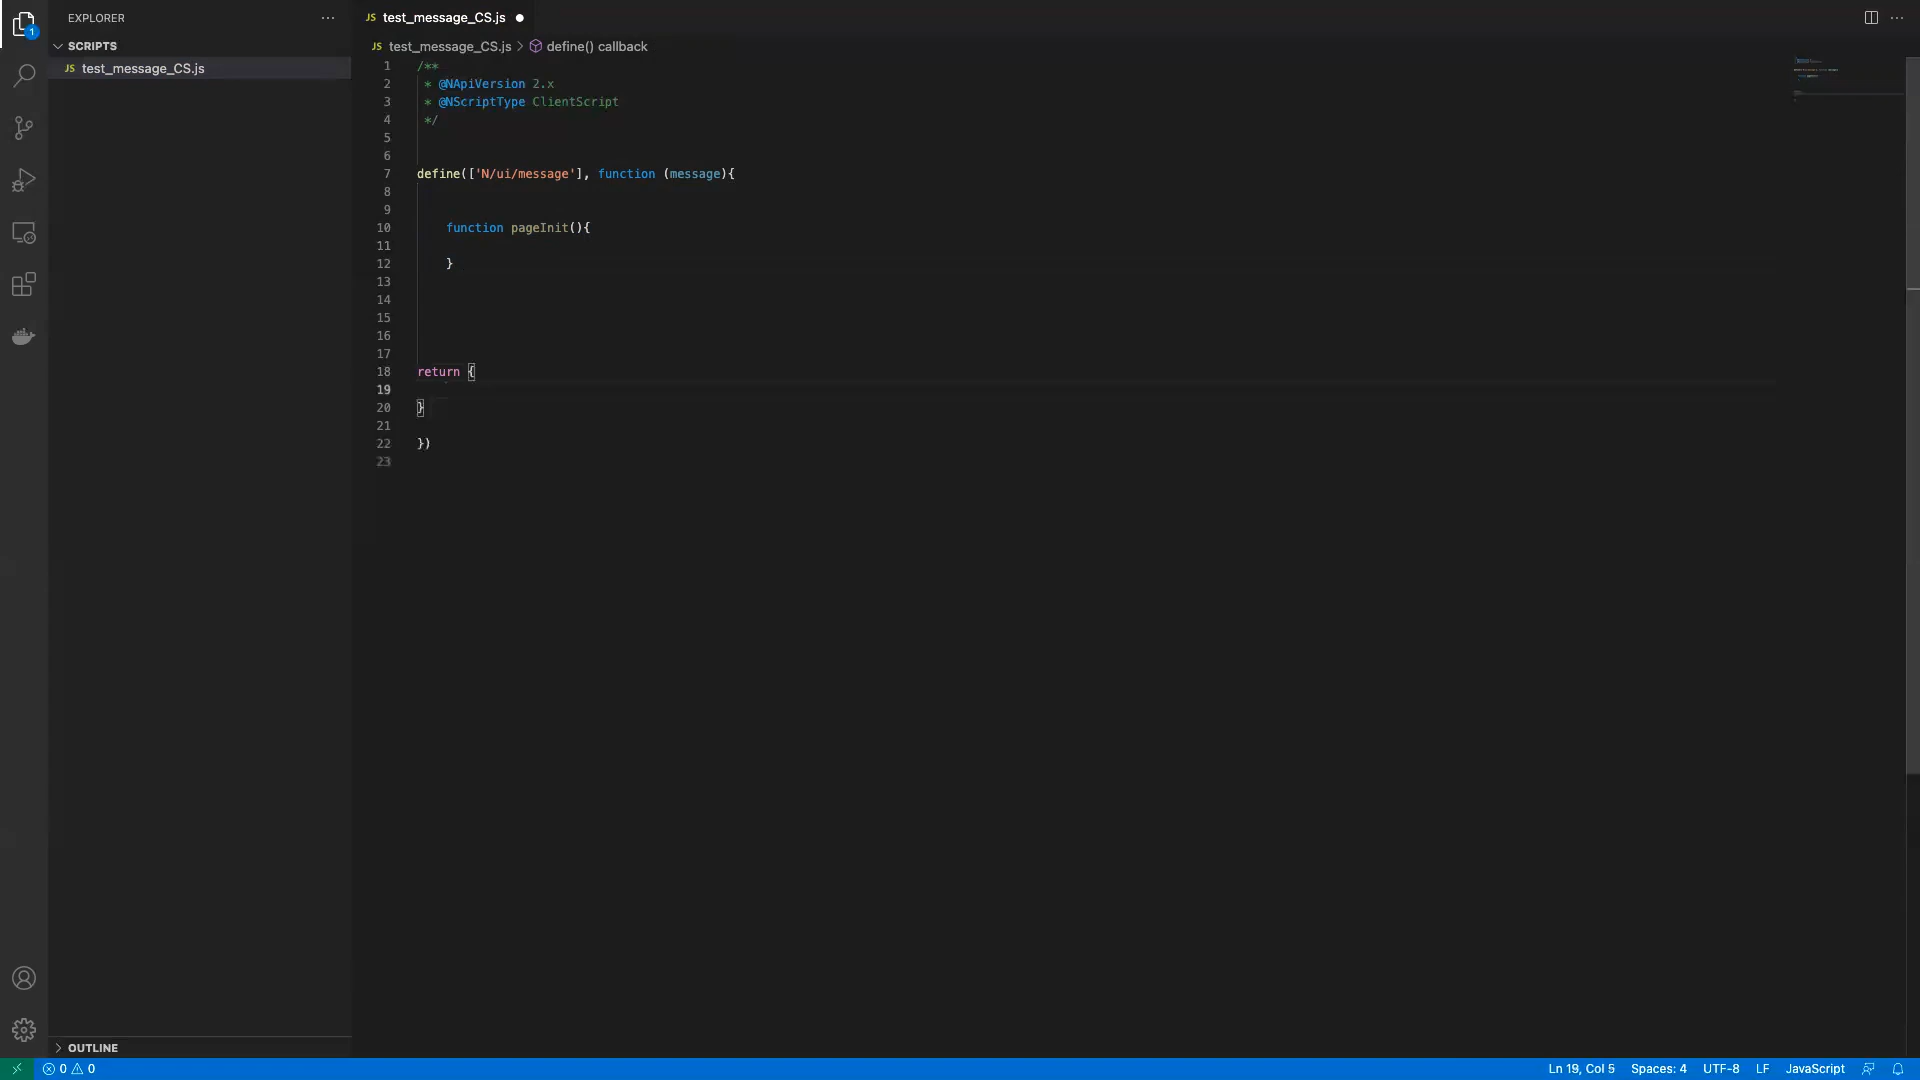 EXPLORER
SCRIPTS
JS test_message_CS.js
OUTLINE
1
JS test_message_CS.js
JS test_message_CS.js > define() callback
1 /**
2 * @NApiVersion 2.x
3 * @NScriptType ClientScript
4 */
5
6
7 define(['N/ui/message'], function (message){
8
9
10 function pageInit(){
11
12 }
13
14
15
16
17
18 return {
19
20 }
21
22 })
23
0 0
Ln 19, Col 5 Spaces: 4 UTF-8 LF JavaScript